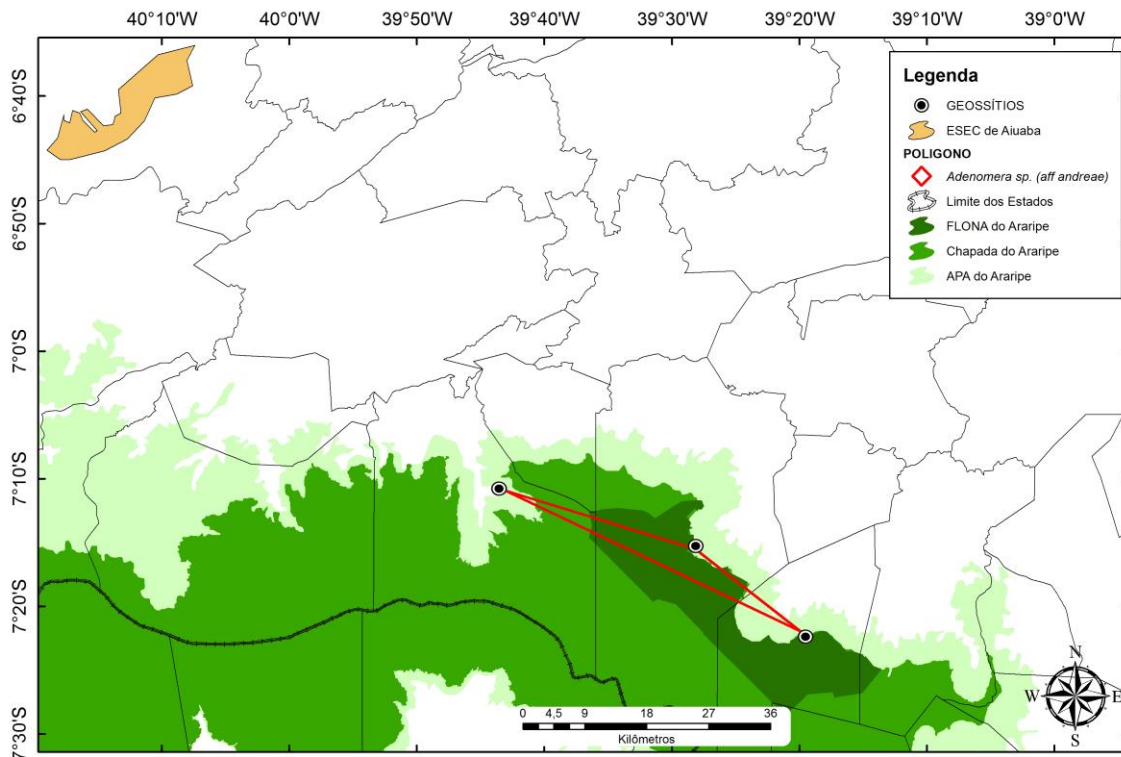 40°10'W 40°0'W 39°50'W 39°40'W 39°30'W 39°20'W 39°10'W 39°0'W
6°40'S
6°50'S
7°0'S
7°10'S
7°20'S
7°30'S
Legenda
GEOSSÍTIOS
ESEC de Aiuaba
POLIGONO
Adenomera sp. (aff andreae)
Limite dos Estados
FLONA do Araripe
Chapada do Araripe
APA do Araripe
N
W E
S
0 4,5 9 18 27 36
Kilômetros